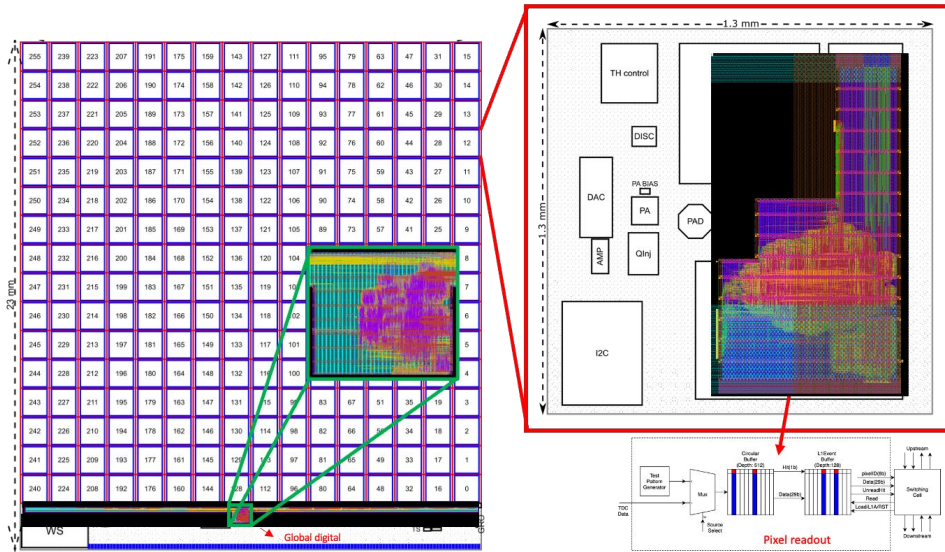 255 239 223 207 191 175 159 143 127 111 95 79 63 47 31 15
254 238 222 206 190 174 158 142 126 110 94 78 62 46 30 14
253 237 221 205 189 173 157 141 125 109 93 77 61 45 29 13
252 236 220 204 188 172 156 140 124 108 92 76 60 44 28 12
251 235 219 203 187 171 155 139 123 107 91 75 59 43 27 11
250 234 218 202 186 170 154 138 122 106 90 74 58 42 26 10
249 233 217 201 185 169 153 137 121 105 89 73 57 41 25 9
248 232 216 200 184 168 152 136 120 104 8
247 231 215 199 183 167 151 135 119 7
246 230 214 198 182 166 150 134 118 02 6
245 229 213 197 181 165 149 133 117 101 5
244 228 212 196 180 164 148 132 116 100 4
243 227 211 195 179 163 147 131 115 83 67 51 35 19 3
242 226 210 194 178 162 146 130 114 82 66 34 18 2
241 225 209 193 177 161 145 129 113 97 81 65 49 33 17 1
240 224 208 192 176 160 144 128 112 96 80 64 48 32 16 0
23 mm
WS
Global digital
TS
GRO
1.3 mm
1.3 mm
TH control
DISC
DAC
PA BIAS
PA
PAD
AMP
QInj
I2C
Test
Pattern
Generator
TDC
Data
Mux
Source
Select
Circular
Buffer
(Depth: 512)
Hit(1b)
Data(29b)
L1Event
Buffer
(Depth:128)
pixelID(8b)
Data(29b)
UnreadHit
Read
Load/L1A/RST
Upstream
Switching
Cell
Downstream
Pixel readout